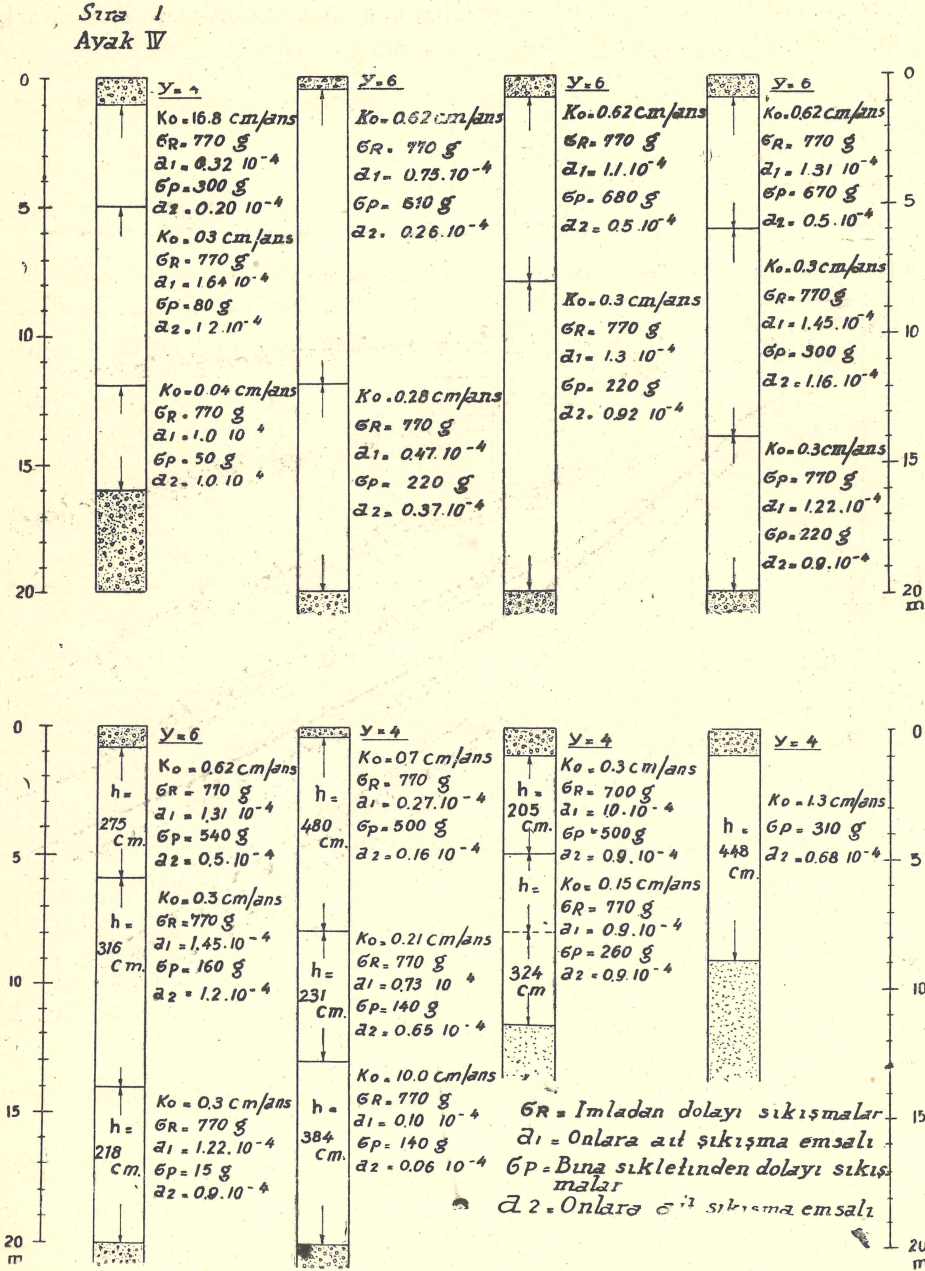 Sıra 1
Ayak IV
0
5
10
15
20
Y=4
Ko=16.8 cm/ans
σR=770 g
a1=0.32 10⁻⁴
σp=300 g
a2=0.20 10⁻⁴
Ko=03 cm/ans
σR=770 g
a1=164 10⁻⁴
σp=80 g
a2=12.10⁻⁴
Ko=0.04 cm/ans
σR=770 g
a1=1.0 10 ⁴
σp=50 g
a2=1.0 10 ⁴
Y=6
Ko=0.62 cm/ans
σR=770 g
a1=0.75.10⁻⁴
σp=610 g
a2=0.26.10⁻⁴
Ko=0.28 cm/ans
σR=770 g
a1=0.47.10⁻⁴
σp=220 g
a2=0.37.10⁻⁴
Y=6
Ko=0.62 cm/ans
σR=770 g
a1=1.1.10⁻⁴
σp=680 g
a2=0.5.10⁻⁴
Ko=0.3 cm/ans
σR=770 g
a1=1.3 10⁻⁴
σp=220 g
a2=0.92 10⁻⁴
Y=6
Ko=0.62 cm/ans
σR=770 g
a1=1.31 10⁻⁴
σp=670 g
a2=0.5.10⁻⁴
Ko=0.3 cm/ans
σR=770 g
a1=1.45.10⁻⁴
σp=300 g
a2=1.16.10⁻⁴
Ko=0.3 cm/ans
σp=770 g
a1=1.22.10⁻⁴
σp=220 g
a2=0.9.10⁻⁴
0
5
10
15
20
m
0
5
10
15
20
m
Y=6
h=
275
cm.
Ko=0.62 cm/ans
σR=770 g
a1=1.31 10⁻⁴
σp=540 g
a2=0.5.10⁻⁴
h=
316
cm.
Ko=0.3 cm/ans
σR=770 g
a1=1.45.10⁻⁴
σp=160 g
a2=1.2.10⁻⁴
h=
218
cm.
Ko=0.3 cm/ans
σR=770 g
a1=1.22.10⁻⁴
σp=15 g
a2=0.9.10⁻⁴
Y=4
h=
480
cm.
Ko=0.7 cm/ans
σR=770 g
a1=0.27.10⁻⁴
σp=500 g
a2=0.16.10⁻⁴
h=
231
cm.
Ko=0.21 cm/ans
σR=770 g
a1=0.73 10 ⁴
σp=140 g
a2=0.65 10⁻⁴
h=
384
cm.
Ko=10.0 cm/ans
σR=770 g
a1=0.10 10⁻⁴
σp=140 g
a2=0.06 10⁻⁴
Y=4
h=
205
cm.
Ko=0.3 cm/ans
σR=700 g
a1=1.0.10⁻⁴
σp=500 g
a2=0.9.10⁻⁴
h=
324
cm
Ko=0.15 cm/ans
σR=770 g
a1=0.9.10⁻⁴
σp=260 g
a2=0.9.10⁻⁴
Y=4
h=
448
cm.
Ko=1.3 cm/ans
σp=310 g
a2=0.68 10⁻⁴
0
5
10
15
20
m
σR=Imladan dolayı sıkışmalar
a1=Onlara ait şıkışma emsalı
σp=Bına sıkletınden dolayı sıkış-
malar
a2=Onlara sıkısma emsalı